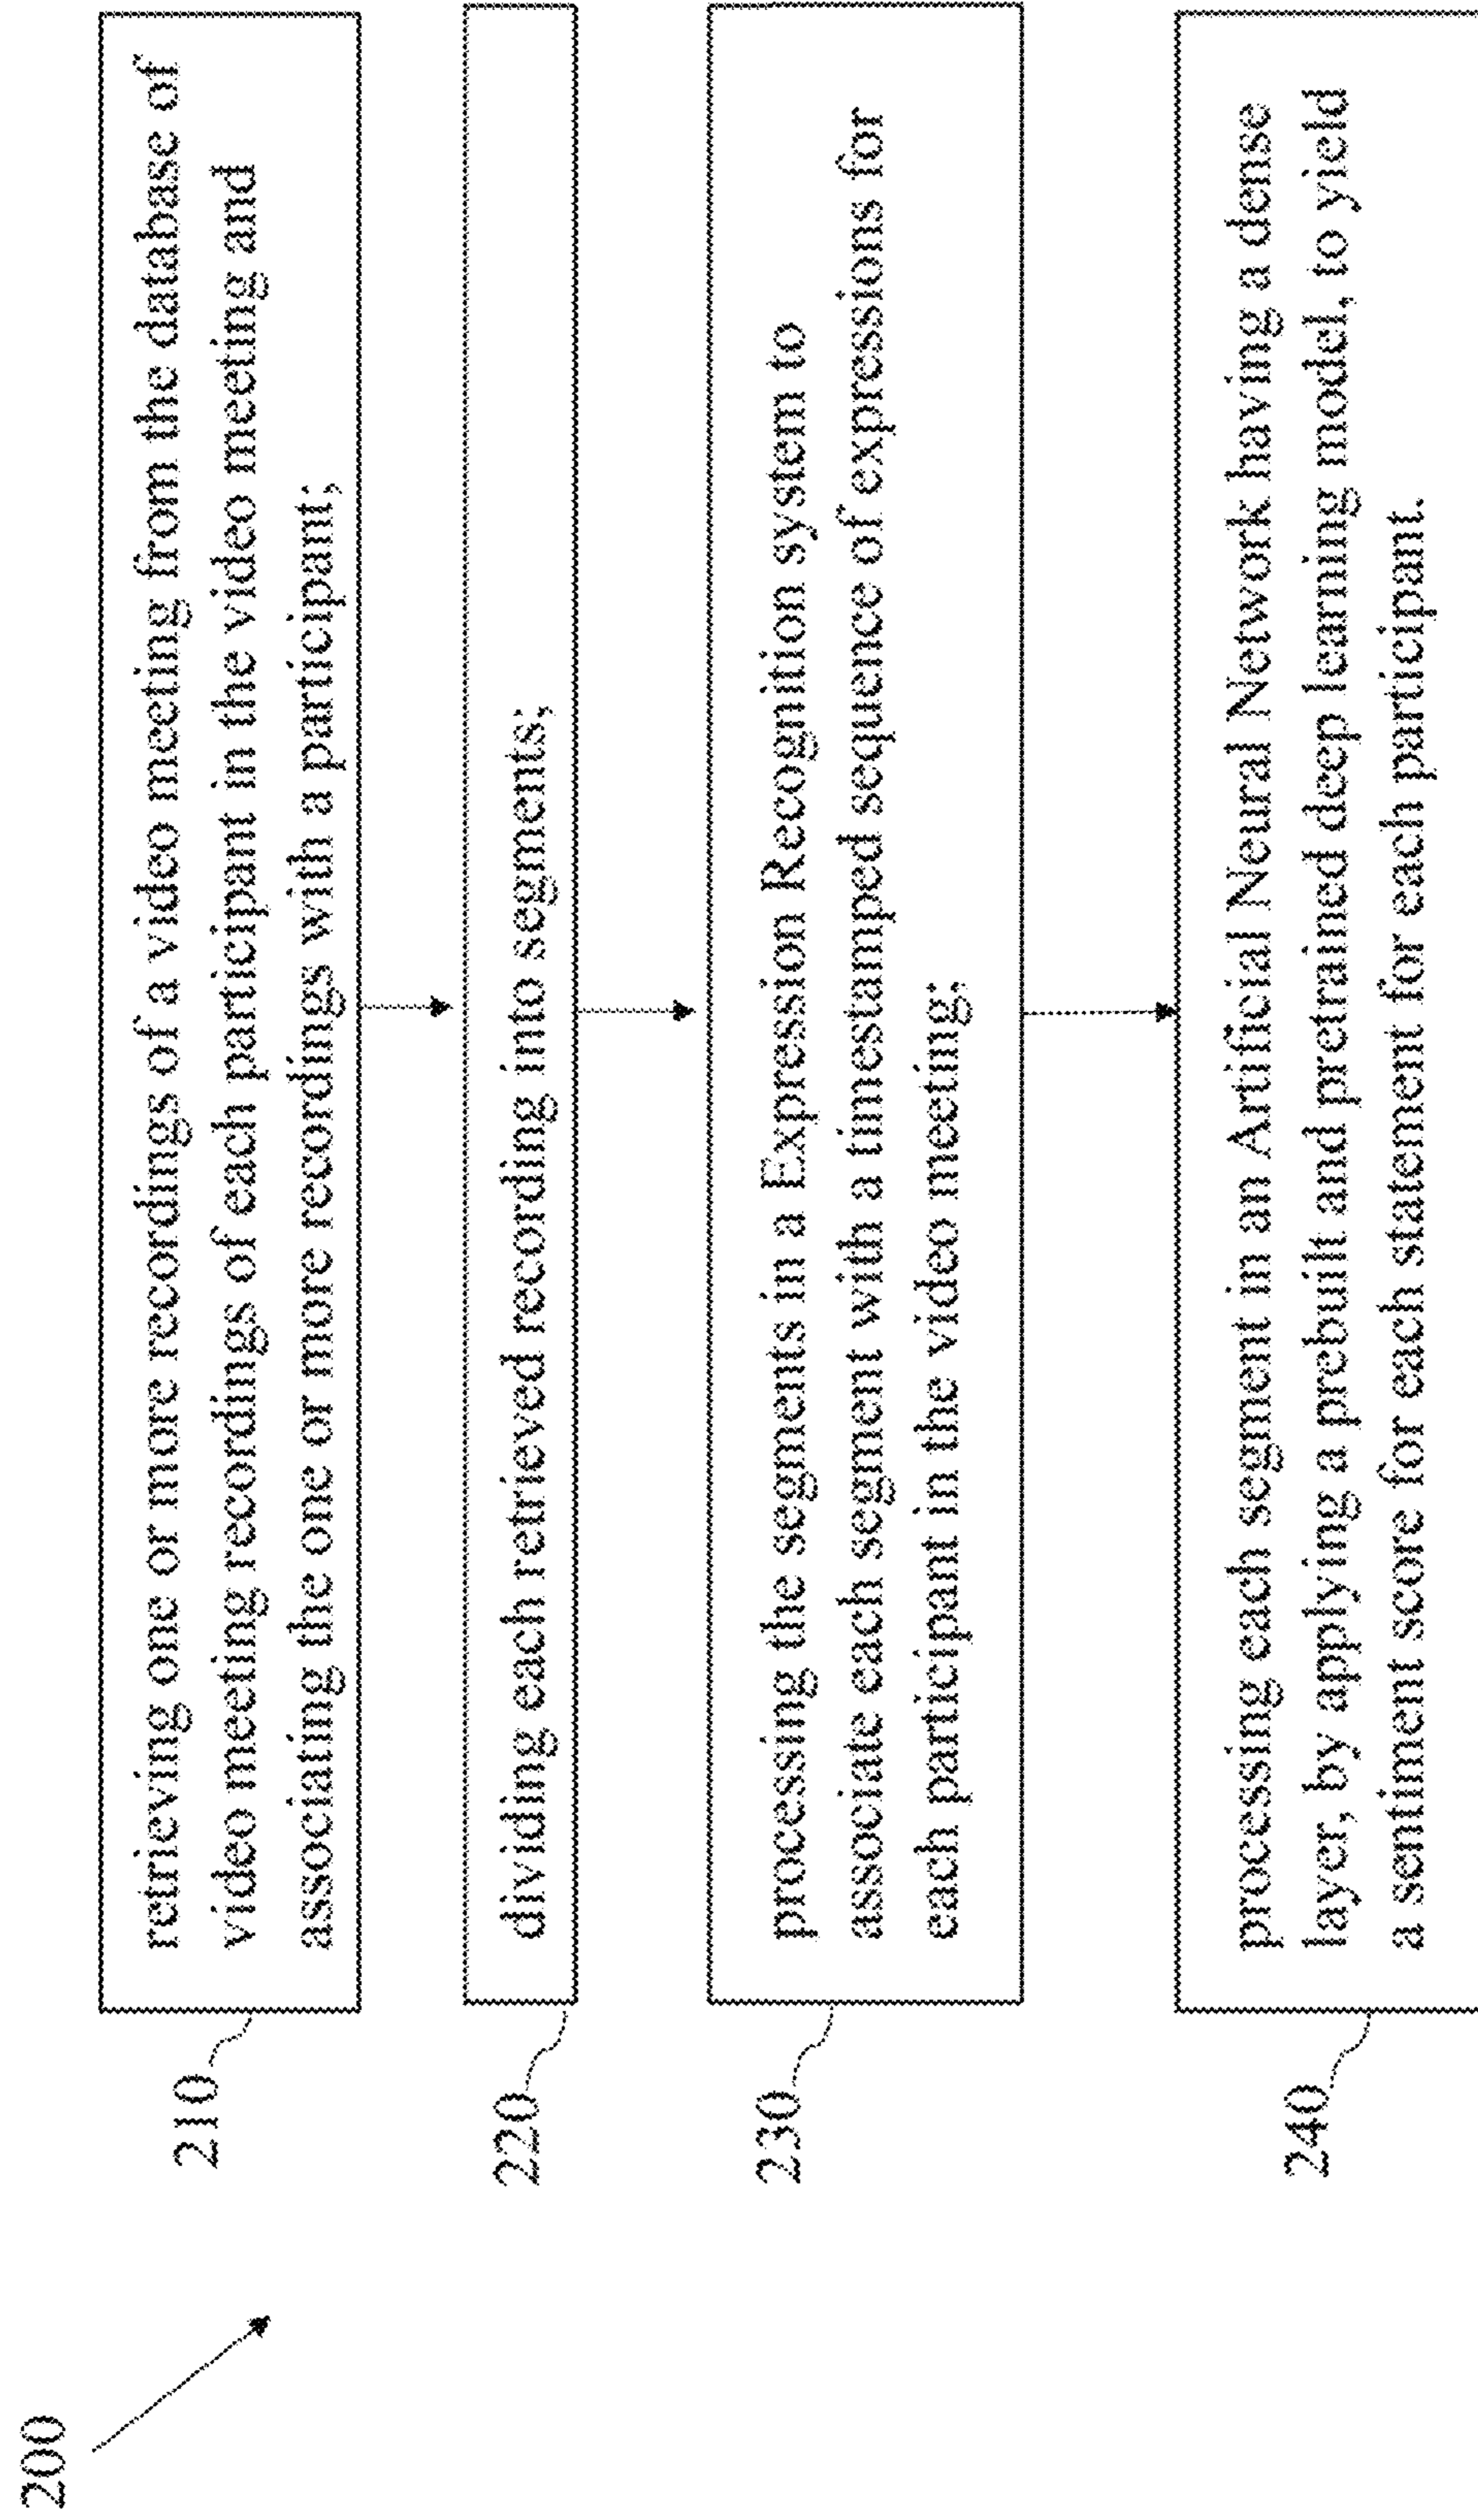 200
210
retrieving one or more recordings of a video meeting from the database of
video meeting recordings of each participant in the video meeting and
associating the one or more recordings with a participant;
220
dividing each retrieved recording into segments;
230
processing the segments in a Expression Recognition system to
associate each segment with a timestamped sequence of expressions for
each participant in the video meeting;
240
processing each segment in an Artificial Neural Network having a dense
layer, by applying a prebuilt and pretrained deep learning model, to yield
a sentiment score for each statement for each participant.